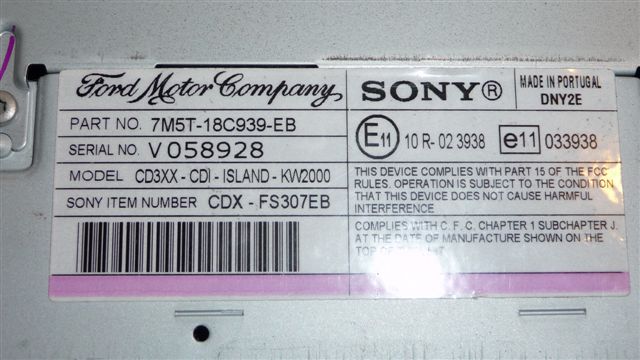 Ford Motor Company
PART NO. 7M5T-18C939-EB
SERIAL NO. V 058928
MODEL CD3XX - CDI - ISLAND - KW2000
SONY ITEM NUMBER CDX - FS307EB
SONY ®
MADE IN PORTUGAL
DNY2E
E11 10 R- 02 3938 e11 033938
THIS DEVICE COMPLIES WITH PART 15 OF THE FCC
RULES. OPERATION IS SUBJECT TO THE CONDITION
THAT THIS DEVICE DOES NOT CAUSE HARMFUL
INTERFERENCE
COMPLIES WITH C. F. C. CHAPTER 1 SUBCHAPTER J.
AT THE DATE OF MANUFACTURE SHOWN ON THE
TOP OF